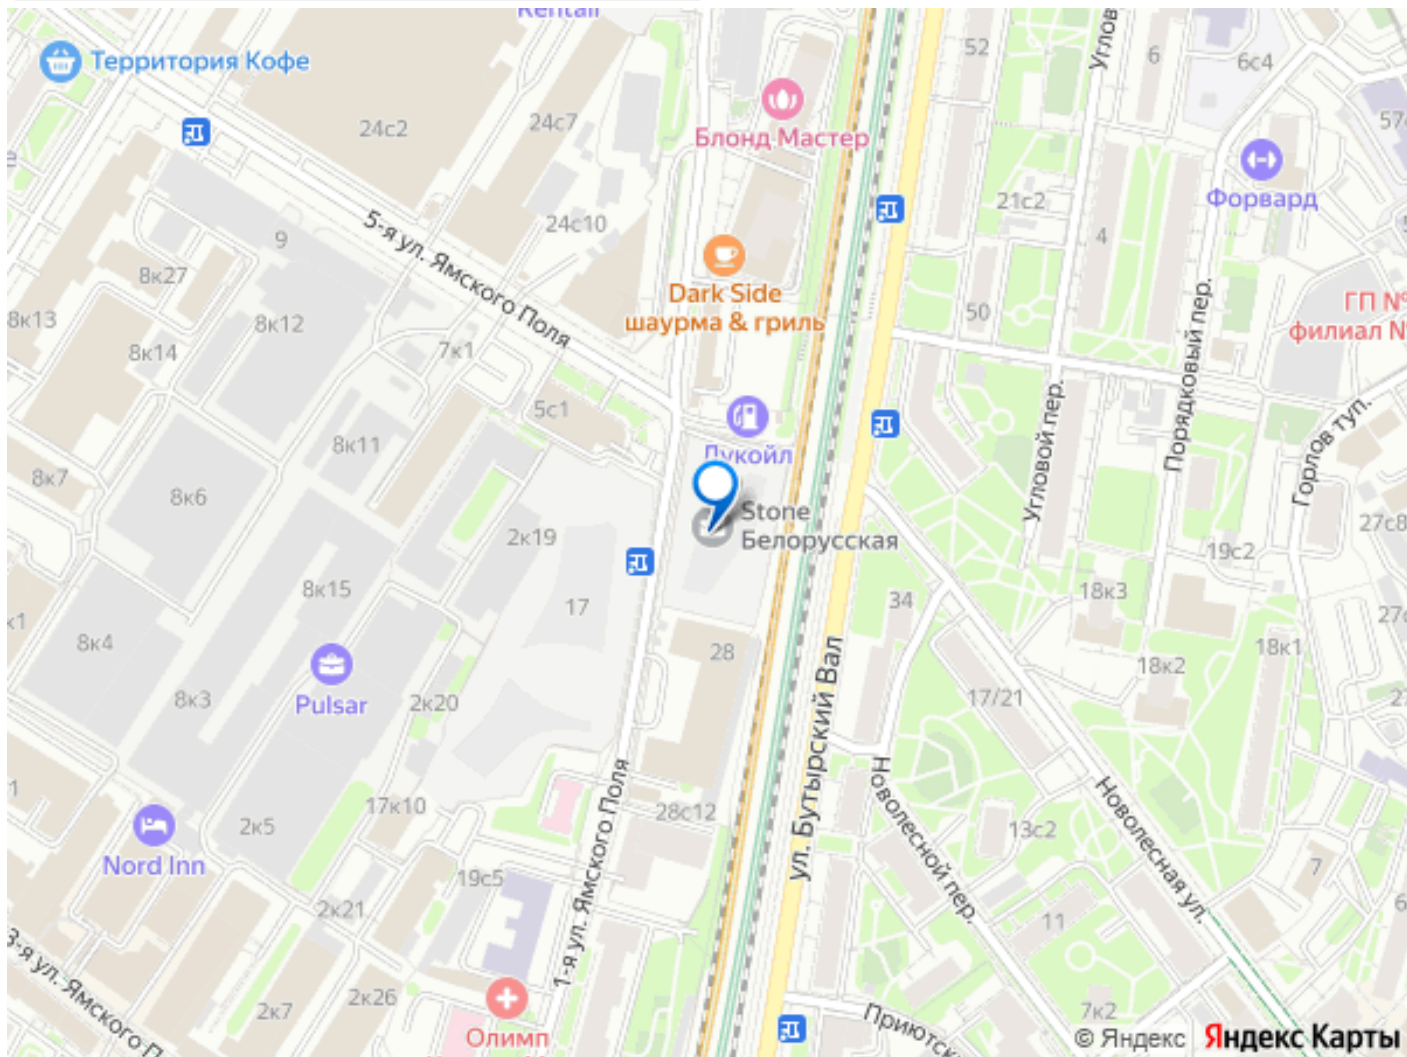 Rentall
Территория Кофе
52
Углов
6
6с4
24с2
24с7
Блонд Мастер
57
Форвард
21с2
24с10
4
5-я ул. Ямского Поля
9
8к27
Dark Side
шаурма & гриль
8к13
8к12
50
ГП №
филиал №
8к14
7к1
Порядковый пер.
5с1
Угловой пер.
Горлов туп.
8к11
Лукойл
8к7
8к6
Stone
Белорусская
2к19
27с8
19с2
8к15
17
34
18к3
к1
8к4
28
18к1
18к2
Pulsar
8к3
2к20
17/21
ул. Бутырский Вал
Новолесной пер.
Новолесная ул.
1-я ул. Ямского Поля
17к10
28с12
2к5
13с2
Nord Inn
7
19с5
2к21
11
3-я ул. Ямского П
2к7
2к26
7к2
Олимп
Приютск
© Яндекс
Яндекс Карты